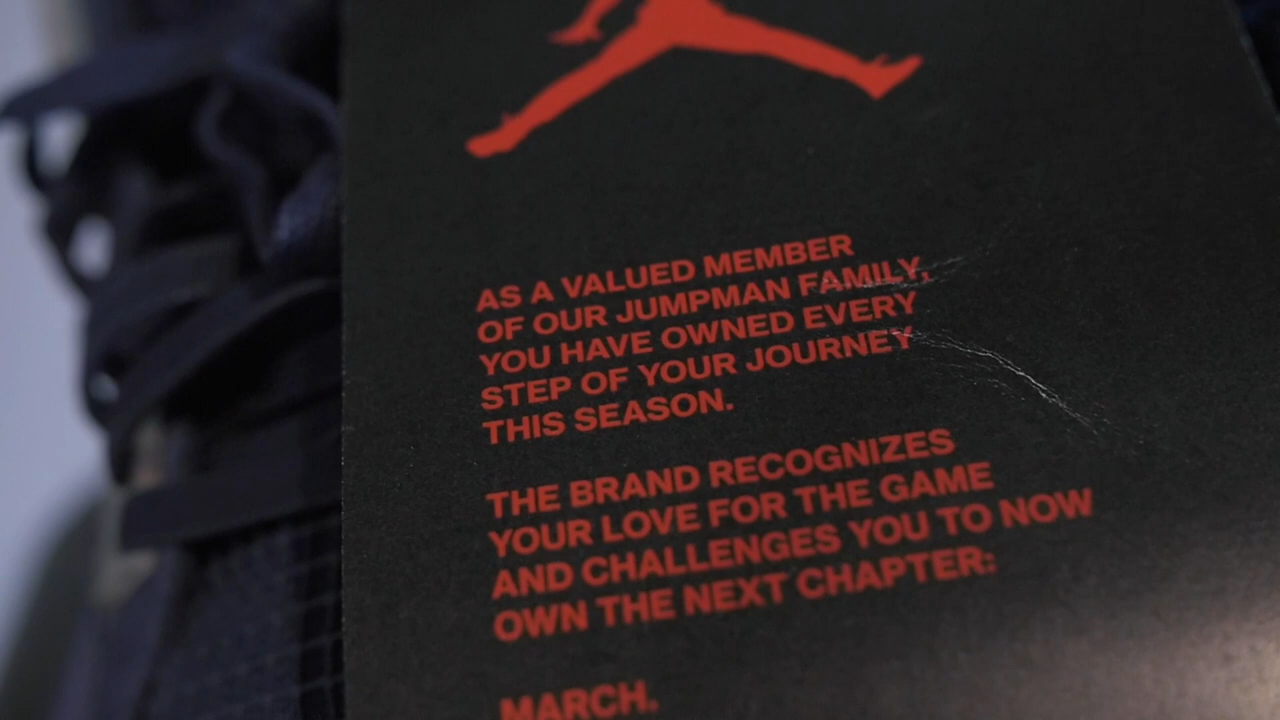 AS A VALUED MEMBER
OF OUR JUMPMAN FAMILY,
YOU HAVE OWNED EVERY
STEP OF YOUR JOURNEY
THIS SEASON.
THE BRAND RECOGNIZES
YOUR LOVE FOR THE GAME
AND CHALLENGES YOU TO NOW
OWN THE NEXT CHAPTER:
MARCH.